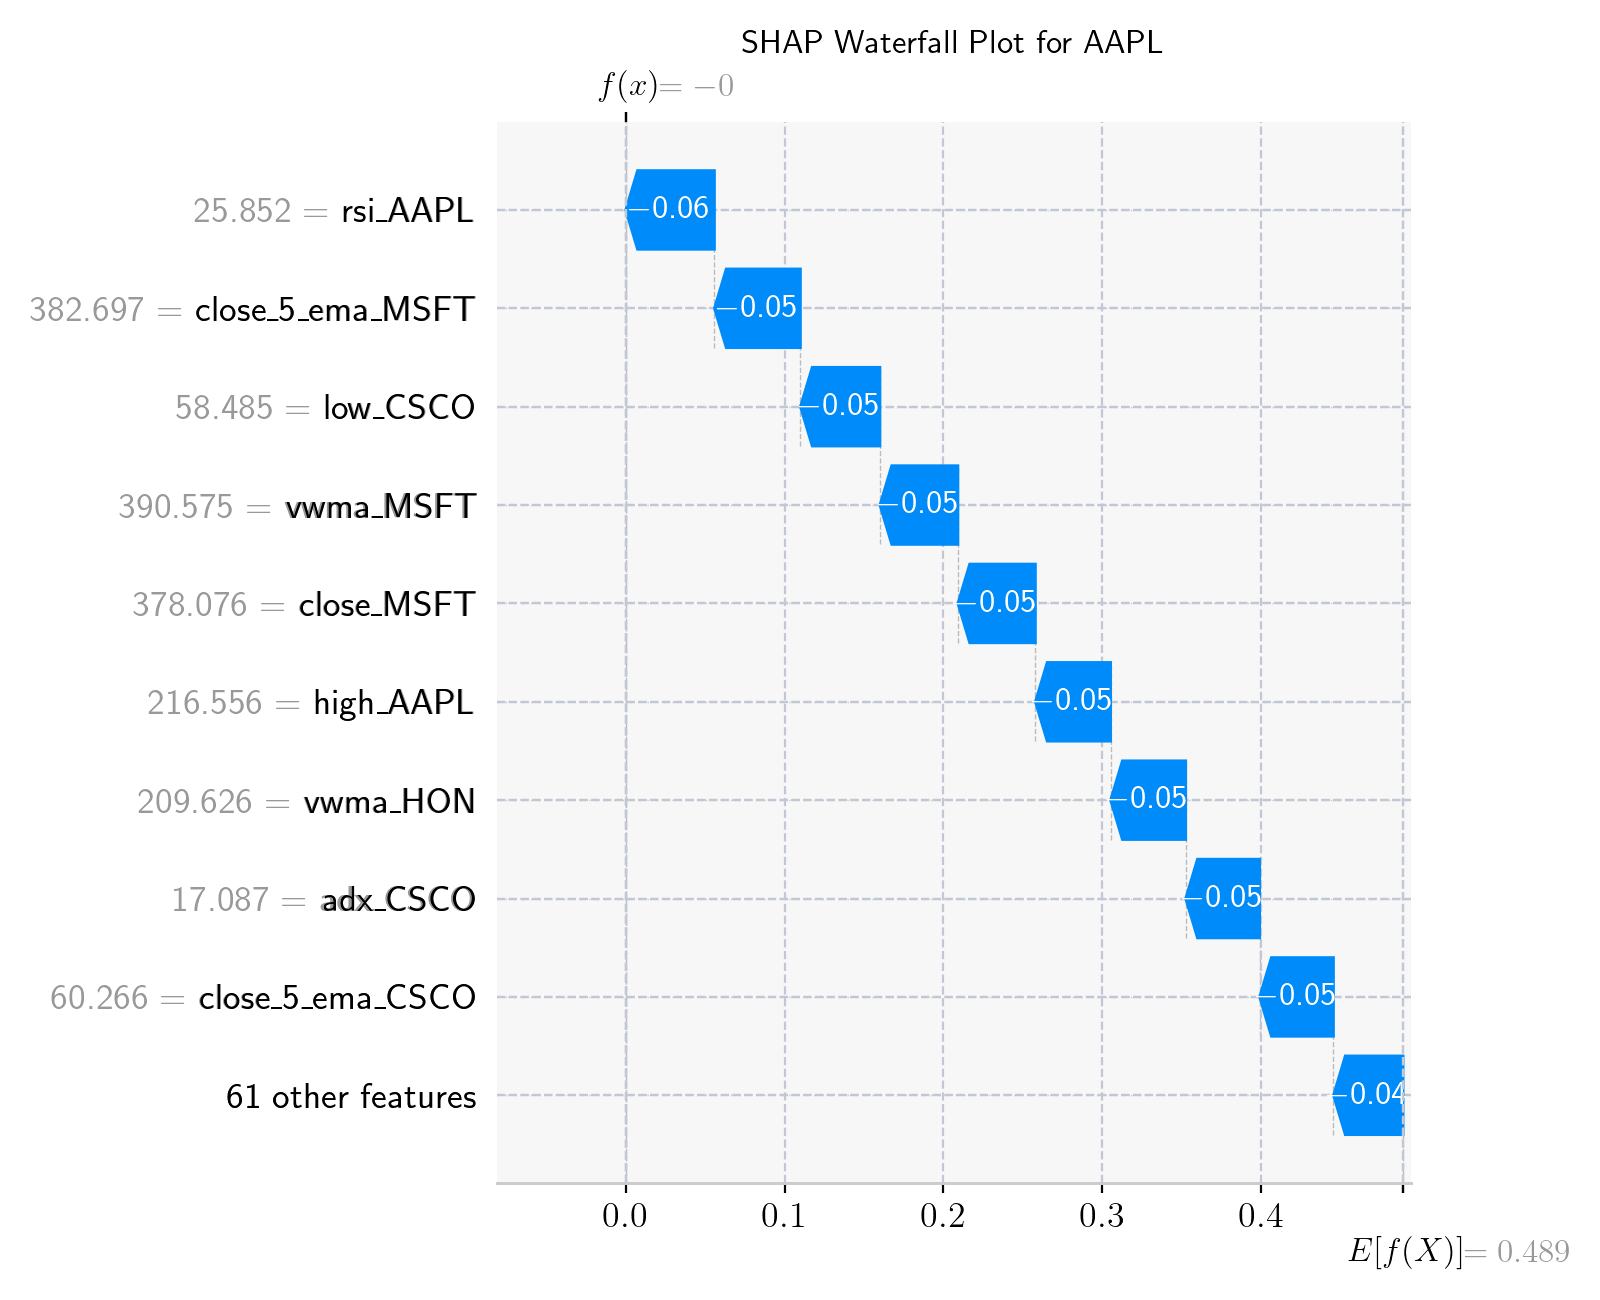 SHAP Waterfall Plot for AAPL
f(x) = −0
25.852 = rsi_AAPL
−0.06
382.697 = close_5_ema_MSFT
−0.05
58.485 = low_CSCO
−0.05
390.575 = vwma_MSFT
−0.05
378.076 = close_MSFT
−0.05
216.556 = high_AAPL
−0.05
209.626 = vwma_HON
−0.05
17.087 = adx_CSCO
−0.05
60.266 = close_5_ema_CSCO
−0.05
61 other features
−0.04
0.0 0.1 0.2 0.3 0.4
E[f(X)] = 0.489